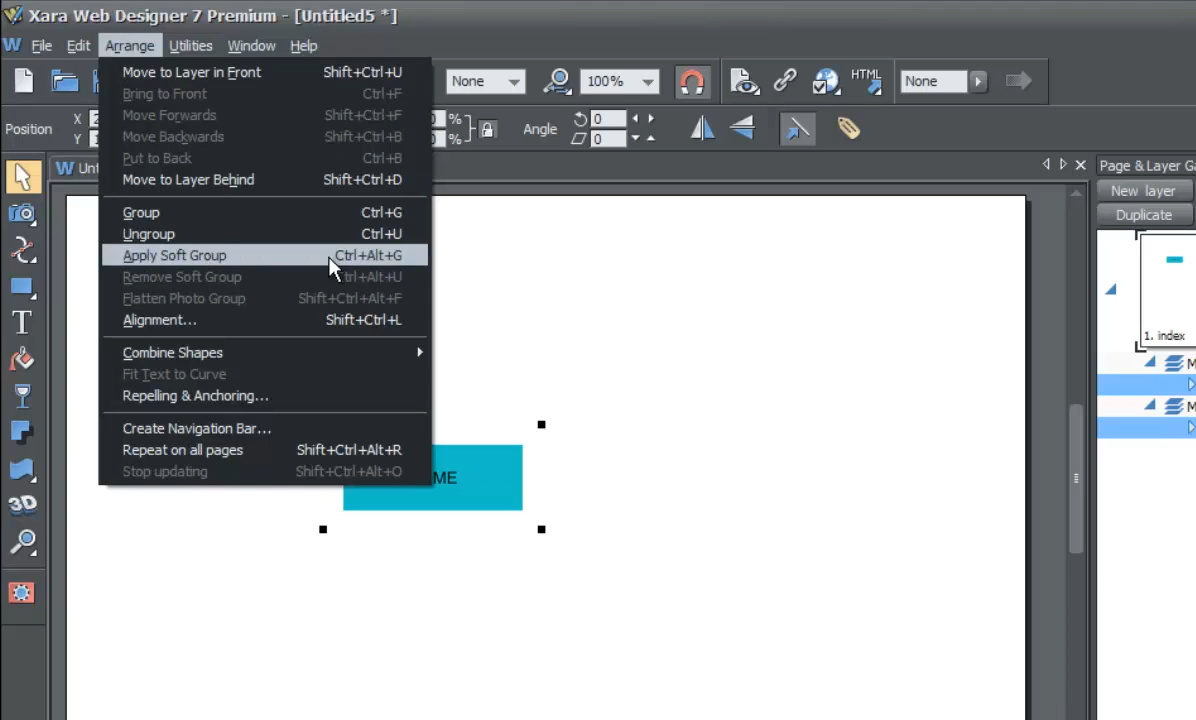 Xara Web Designer 7 Premium - [Untitled5 *]
File Edit Arrange Utilities Window Help
None 100% HTML None
Position X Y % % Angle 0 0
Move to Layer in Front Shift+Ctrl+U
Bring to Front Ctrl+F
Move Forwards Shift+Ctrl+F
Move Backwards Shift+Ctrl+B
Put to Back Ctrl+B
Move to Layer Behind Shift+Ctrl+D
Group Ctrl+G
Ungroup Ctrl+U
Apply Soft Group Ctrl+Alt+G
Remove Soft Group Ctrl+Alt+U
Flatten Photo Group Shift+Ctrl+Alt+F
Alignment... Shift+Ctrl+L
Combine Shapes
Fit Text to Curve
Repelling & Anchoring...
Create Navigation Bar...
Repeat on all pages Shift+Ctrl+Alt+R
Stop updating Shift+Ctrl+Alt+O
W Unt
ME
T
3D
Page & Layer Ga
New layer
Duplicate
1. index
M
M